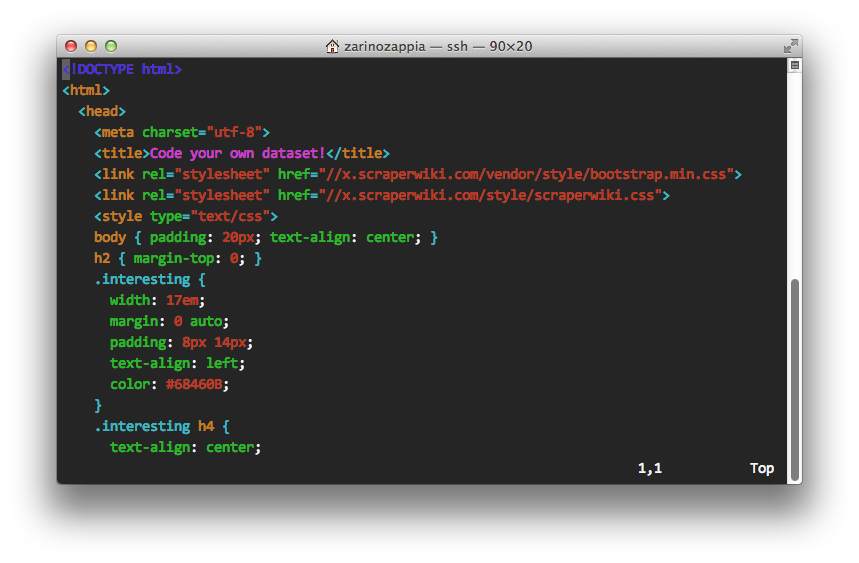 zarinozappia — ssh — 90×20
<!DOCTYPE html>
<html>
  <head>
    <meta charset="utf-8">
    <title>Code your own dataset!</title>
    <link rel="stylesheet" href="//x.scraperwiki.com/vendor/style/bootstrap.min.css">
    <link rel="stylesheet" href="//x.scraperwiki.com/style/scraperwiki.css">
    <style type="text/css">
    body { padding: 20px; text-align: center; }
    h2 { margin-top: 0; }
    .interesting {
      width: 17em;
      margin: 0 auto;
      padding: 8px 14px;
      text-align: left;
      color: #68460B;
    }
    .interesting h4 {
      text-align: center;
1,1 Top